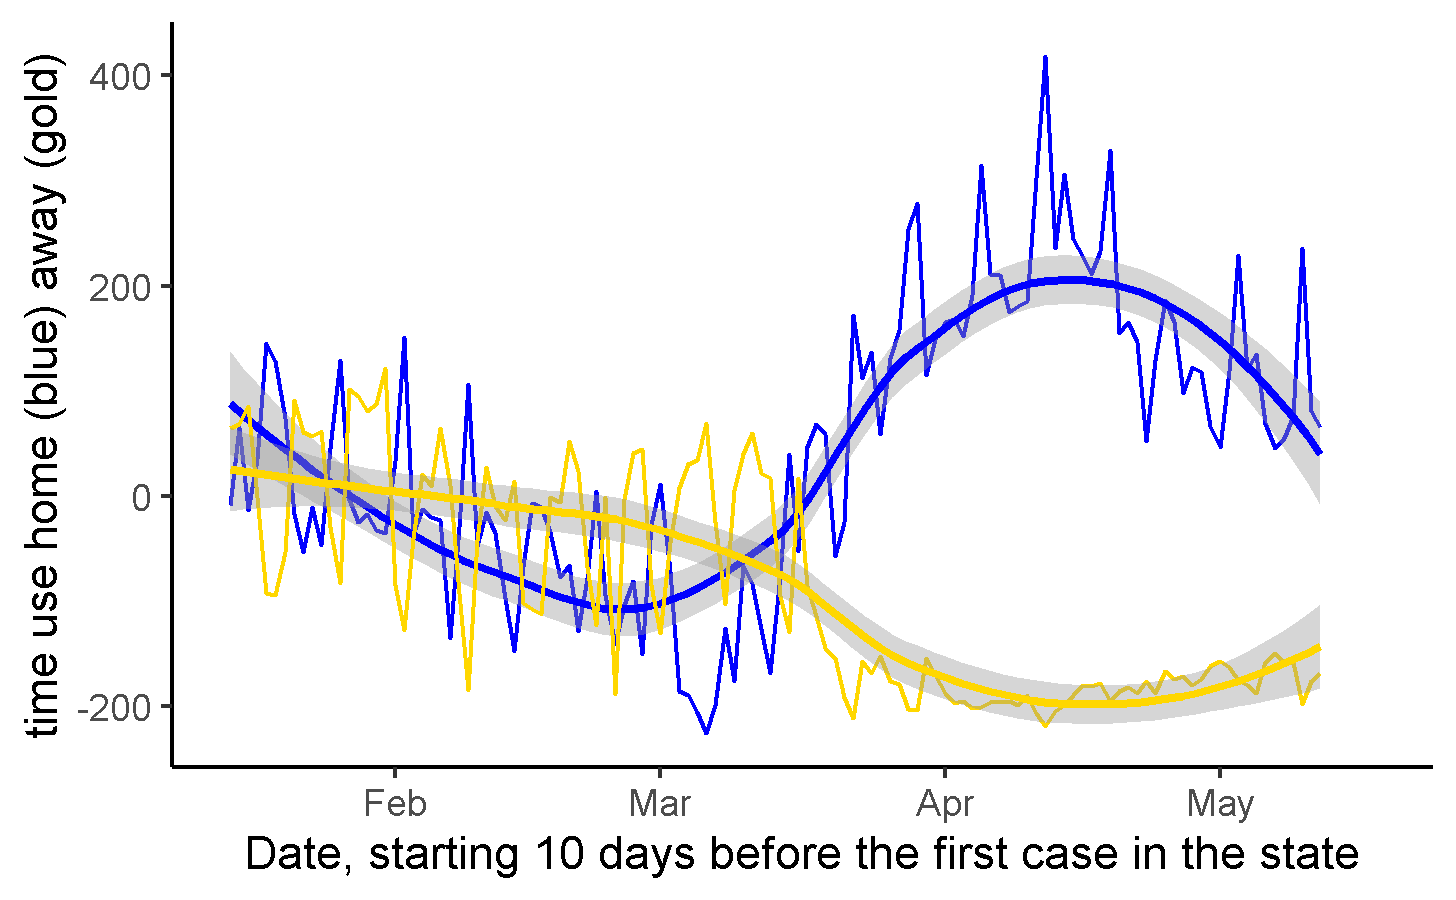 time use home (blue) away (gold)
400
200
0
-200
Feb Mar Apr May
Date, starting 10 days before the first case in the state